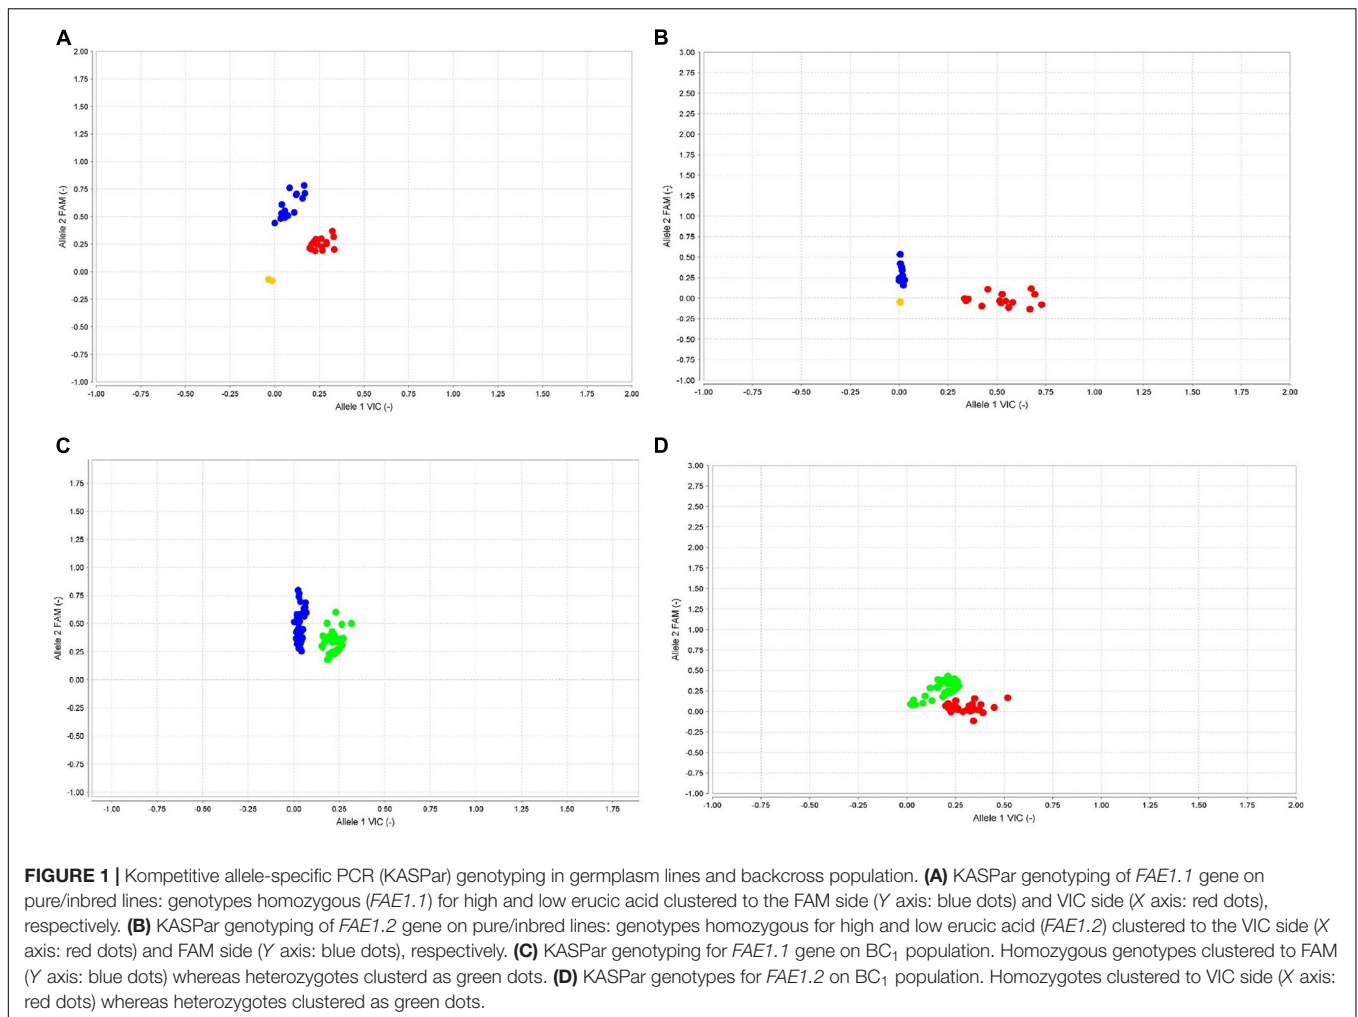 A
2.00
1.75
1.50
1.25
1.00
0.75
0.50
0.25
0.00
-0.25
-0.50
-0.75
-1.00
Allele 2 FAM (-)
-1.00 -0.75 -0.50 -0.25 0.00 0.25 0.50 0.75 1.00 1.25 1.50 1.75 2.00
Allele 1 VIC (-)
B
3.00
2.75
2.50
2.25
2.00
1.75
1.50
1.25
1.00
0.75
0.50
0.25
0.00
-0.25
-0.50
-0.75
-1.00
Allele 2 FAM (-)
-1.00 -0.75 -0.50 -0.25 0.00 0.25 0.50 0.75 1.00 1.25 1.50 1.75 2.00
Allele 1 VIC (-)
C
1.75
1.50
1.25
1.00
0.75
0.50
0.25
0.00
-0.25
-0.50
-0.75
-1.00
Allele 2 FAM (-)
-1.00 -0.75 -0.50 -0.25 0.00 0.25 0.50 0.75 1.00 1.25 1.50 1.75
Allele 1 VIC (-)
D
3.00
2.75
2.50
2.25
2.00
1.75
1.50
1.25
1.00
0.75
0.50
0.25
0.00
-0.25
-0.50
-0.75
-1.00
Allele 2 FAM (-)
-1.00 -0.75 -0.50 -0.25 0.00 0.25 0.50 0.75 1.00 1.25 1.50 1.75 2.00
Allele 1 VIC (-)
FIGURE 1 | Kompetitive allele-specific PCR (KASPar) genotyping in germplasm lines and backcross population. (A) KASPar genotyping of FAE1.1 gene on
pure/inbred lines: genotypes homozygous (FAE1.1) for high and low erucic acid clustered to the FAM side (Y axis: blue dots) and VIC side (X axis: red dots),
respectively. (B) KASPar genotyping of FAE1.2 gene on pure/inbred lines: genotypes homozygous for high and low erucic acid (FAE1.2) clustered to the VIC side (X
axis: red dots) and FAM side (Y axis: blue dots), respectively. (C) KASPar genotyping for FAE1.1 gene on BC1 population. Homozygous genotypes clustered to FAM
(Y axis: blue dots) whereas heterozygotes clusterd as green dots. (D) KASPar genotypes for FAE1.2 on BC1 population. Homozygotes clustered to VIC side (X axis:
red dots) whereas heterozygotes clustered as green dots.